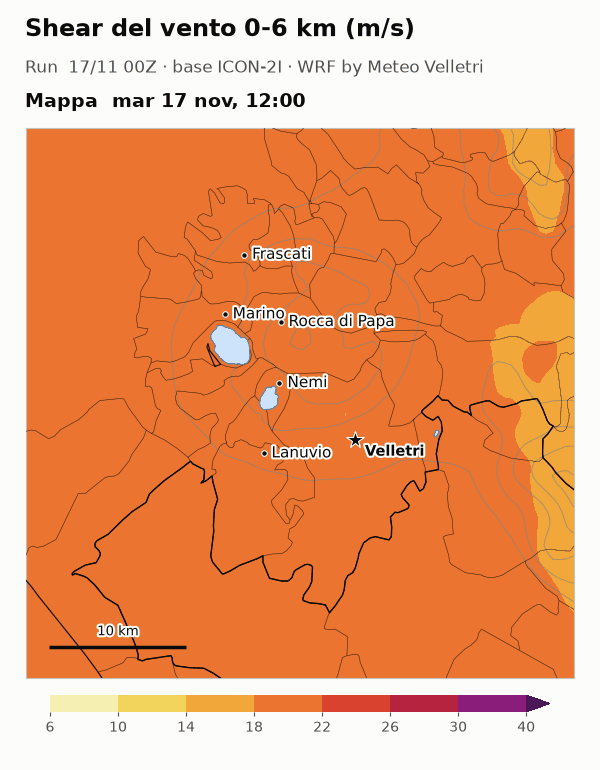 Shear del vento 0-6 km (m/s)
Run  17/11 00Z · base ICON-2I · WRF by Meteo Velletri
Mappa  mar 17 nov, 12:00
Frascati
Marino
Rocca di Papa
Nemi
Velletri
Lanuvio
10 km
6 10 14 18 22 26 30 40